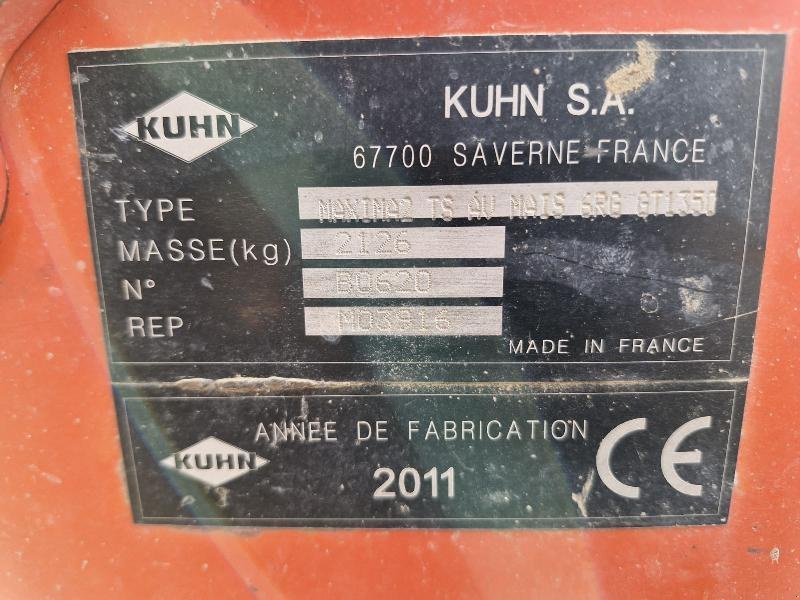 KUHN
KUHN S.A.
67700 SAVERNE-FRANCE
TYPE MAXIMA2 TS AV MAIS 6RG GT1350
MASSE(kg) 2126
N° B0620
REP M03916
MADE IN FRANCE
KUHN
ANNEE DE FABRICATION
2011
CE